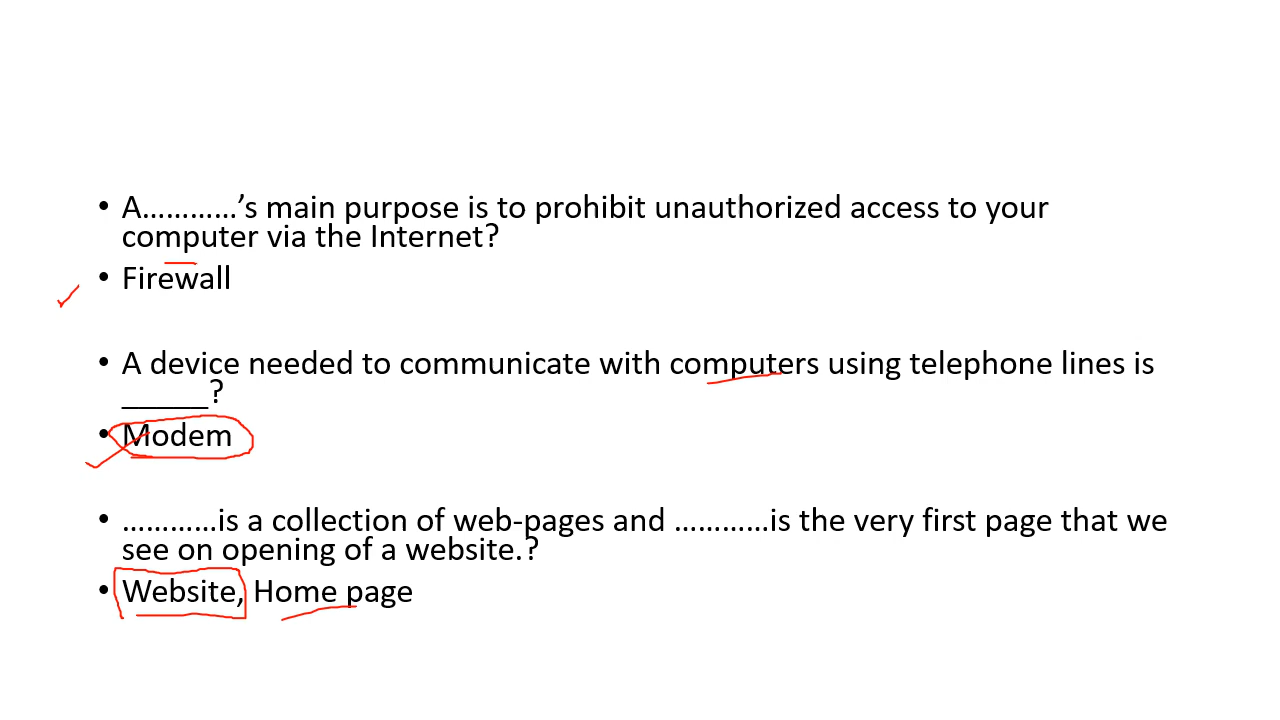 • A…………’s main purpose is to prohibit unauthorized access to your
computer via the Internet?
• Firewall
• A device needed to communicate with computers using telephone lines is
_____?
• Modem
• …………is a collection of web-pages and …………is the very first page that we
see on opening of a website.?
• Website, Home page